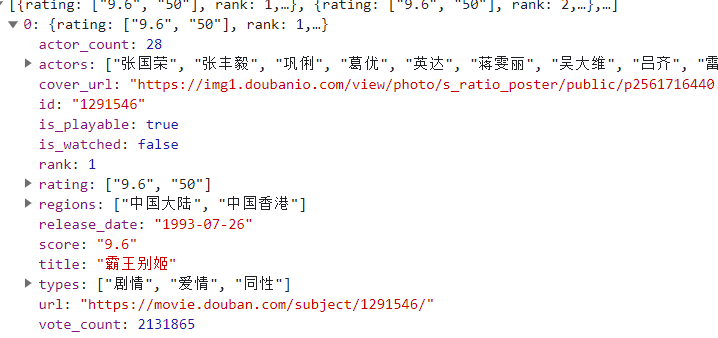 [{rating: ["9.6", "50"], rank: 1,…}, {rating: ["9.6", "50"], rank: 2,…},…]
0: {rating: ["9.6", "50"], rank: 1,…}
actor_count: 28
actors: ["张国荣", "张丰毅", "巩俐", "葛优", "英达", "蒋雯丽", "吴大维", "吕齐", "雷
cover_url: "https://img1.doubanio.com/view/photo/s_ratio_poster/public/p2561716440
id: "1291546"
is_playable: true
is_watched: false
rank: 1
rating: ["9.6", "50"]
regions: ["中国大陆", "中国香港"]
release_date: "1993-07-26"
score: "9.6"
title: "霸王别姬"
types: ["剧情", "爱情", "同性"]
url: "https://movie.douban.com/subject/1291546/"
vote_count: 2131865